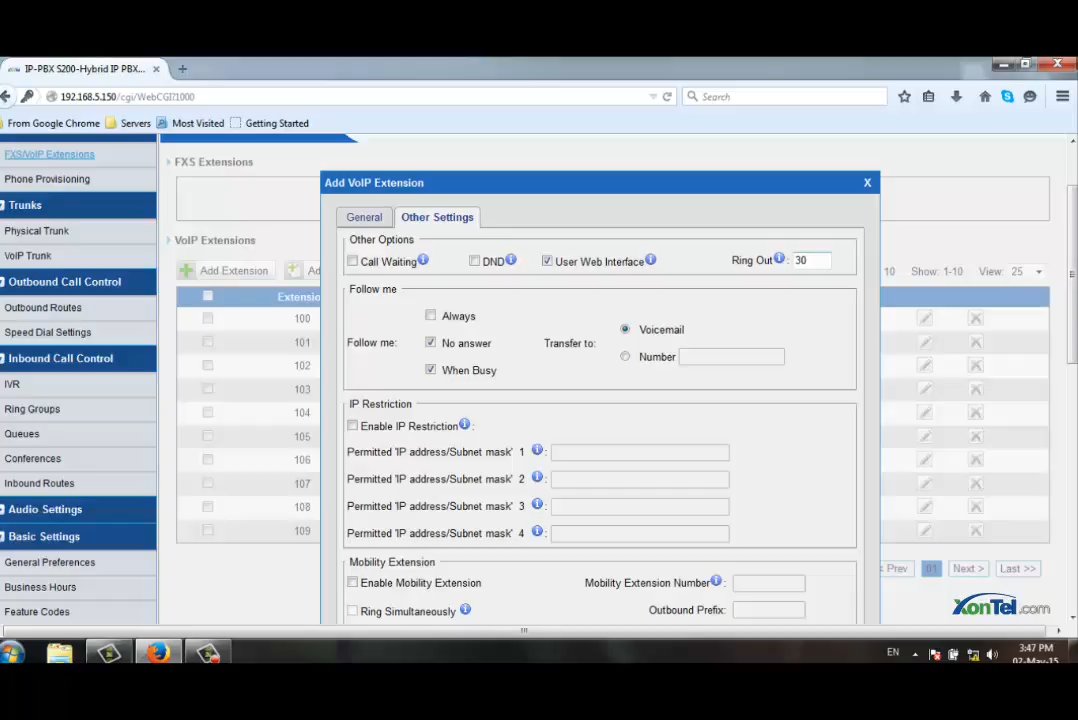 IP-PBX S200-Hybrid IP PBX...
192.168.5.150/cgi/WebCGI?1000
Search
From Google Chrome Servers Most Visited Getting Started
FXS/VoIP Extensions
Phone Provisioning
Trunks
Physical Trunk
VoIP Trunk
Outbound Call Control
Outbound Routes
Speed Dial Settings
Inbound Call Control
IVR
Ring Groups
Queues
Conferences
Inbound Routes
Audio Settings
Basic Settings
General Preferences
Business Hours
Feature Codes
FXS Extensions
VoIP Extensions
Add Extension Ad
10 Show: 1-10 View: 25
Extensio
100
101
102
103
104
105
106
107
108
109
Prev 01 Next > Last >>
Add VoIP Extension X
General Other Settings
Other Options
Call Waiting DND User Web Interface Ring Out : 30
Follow me
Always
Follow me: No answer Transfer to: Voicemail
Number
When Busy
IP Restriction
Enable IP Restriction :
Permitted 'IP address/Subnet mask' 1 :
Permitted 'IP address/Subnet mask' 2 :
Permitted 'IP address/Subnet mask' 3 :
Permitted 'IP address/Subnet mask' 4 :
Mobility Extension
Enable Mobility Extension Mobility Extension Number :
Ring Simultaneously Outbound Prefix:
XonTel.com
EN 3:47 PM
02-May-15